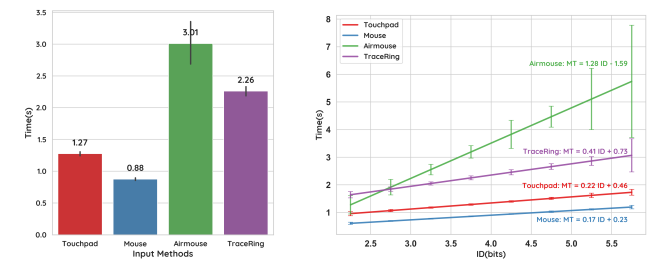 3.5
3.0
2.5
2.0
1.5
1.0
0.5
0.0
Time(s)
1.27
0.88
3.01
2.26
Touchpad Mouse Airmouse TraceRing
Input Methods
8
7
6
5
4
3
2
1
Time(s)
Touchpad
Mouse
Airmouse
TraceRing
Airmouse: MT = 1.28 ID - 1.59
TraceRing: MT = 0.41 ID + 0.73
Touchpad: MT = 0.22 ID + 0.46
Mouse: MT = 0.17 ID + 0.23
2.5 3.0 3.5 4.0 4.5 5.0 5.5
ID(bits)